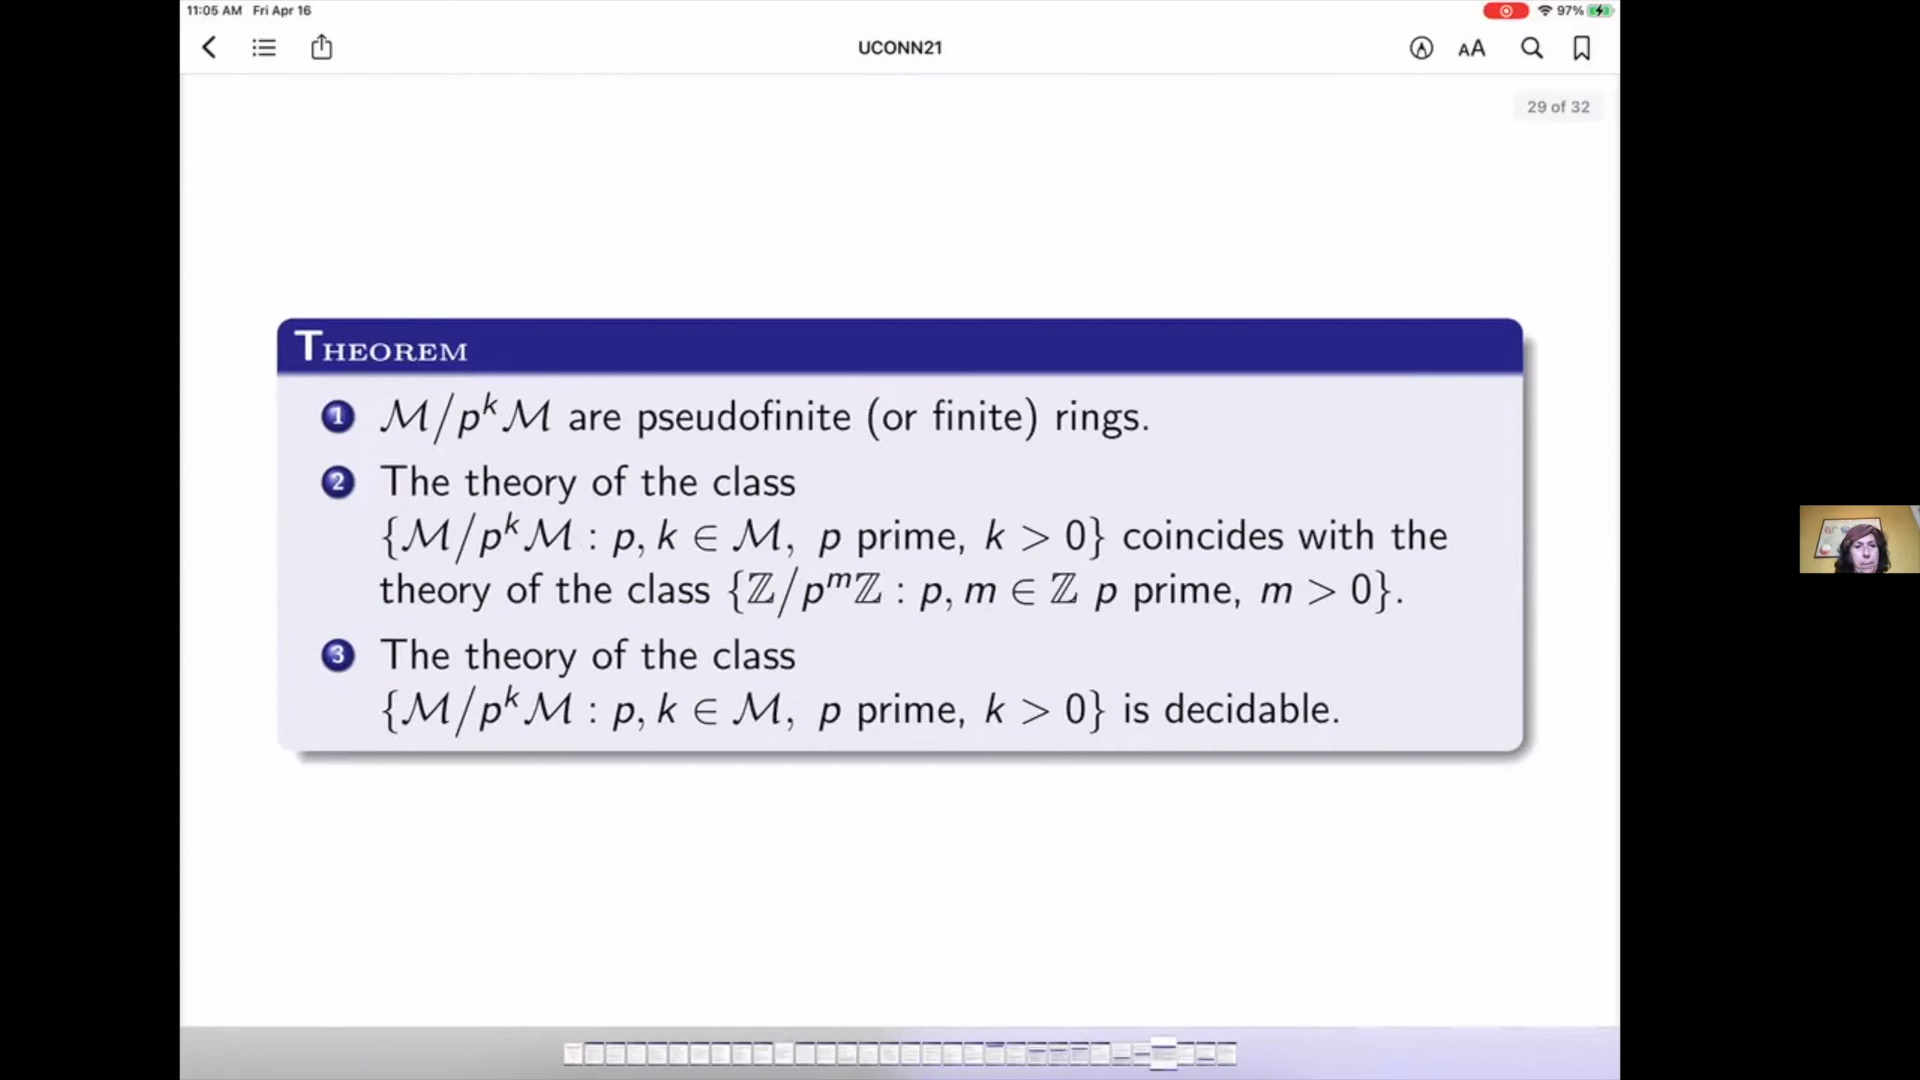 11:05 AM Fri Apr 16
97%
UCONN21
AA
29 of 32
THEOREM
1 ℳ/p^kℳ are pseudofinite (or finite) rings.
2 The theory of the class
{ℳ/p^kℳ : p, k ∈ ℳ, p prime, k > 0} coincides with the
theory of the class {ℤ/p^mℤ : p, m ∈ ℤ p prime, m > 0}.
3 The theory of the class
{ℳ/p^kℳ : p, k ∈ ℳ, p prime, k > 0} is decidable.